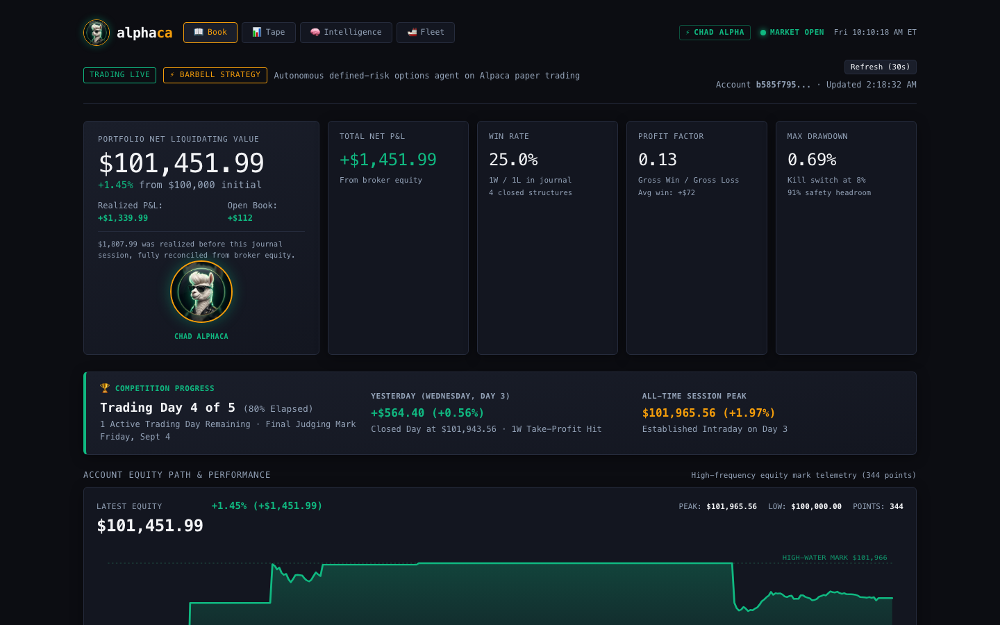 alphaca
📖 Book
📊 Tape
🧠 Intelligence
Fleet
⚡ CHAD ALPHA
MARKET OPEN
Fri 10:10:18 AM ET
TRADING LIVE
⚡ BARBELL STRATEGY
Autonomous defined-risk options agent on Alpaca paper trading
Refresh (30s)
Account b585f795... · Updated 2:18:32 AM
PORTFOLIO NET LIQUIDATING VALUE
$101,451.99
+1.45% from $100,000 initial
Realized P&L:
+$1,339.99
Open Book:
+$112
$1,807.99 was realized before this journal
session, fully reconciled from broker equity.
CHAD ALPHACA
TOTAL NET P&L
+$1,451.99
From broker equity
WIN RATE
25.0%
1W / 1L in journal
4 closed structures
PROFIT FACTOR
0.13
Gross Win / Gross Loss
Avg win: +$72
MAX DRAWDOWN
0.69%
Kill switch at 8%
91% safety headroom
🏆 COMPETITION PROGRESS
Trading Day 4 of 5 (80% Elapsed)
1 Active Trading Day Remaining · Final Judging Mark
Friday, Sept 4
YESTERDAY (WEDNESDAY, DAY 3)
+$564.40 (+0.56%)
Closed Day at $101,943.56 · 1W Take-Profit Hit
ALL-TIME SESSION PEAK
$101,965.56 (+1.97%)
Established Intraday on Day 3
ACCOUNT EQUITY PATH & PERFORMANCE
High-frequency equity mark telemetry (344 points)
LATEST EQUITY
+1.45% (+$1,451.99)
$101,451.99
PEAK: $101,965.56
LOW: $100,000.00
POINTS: 344
HIGH-WATER MARK $101,966